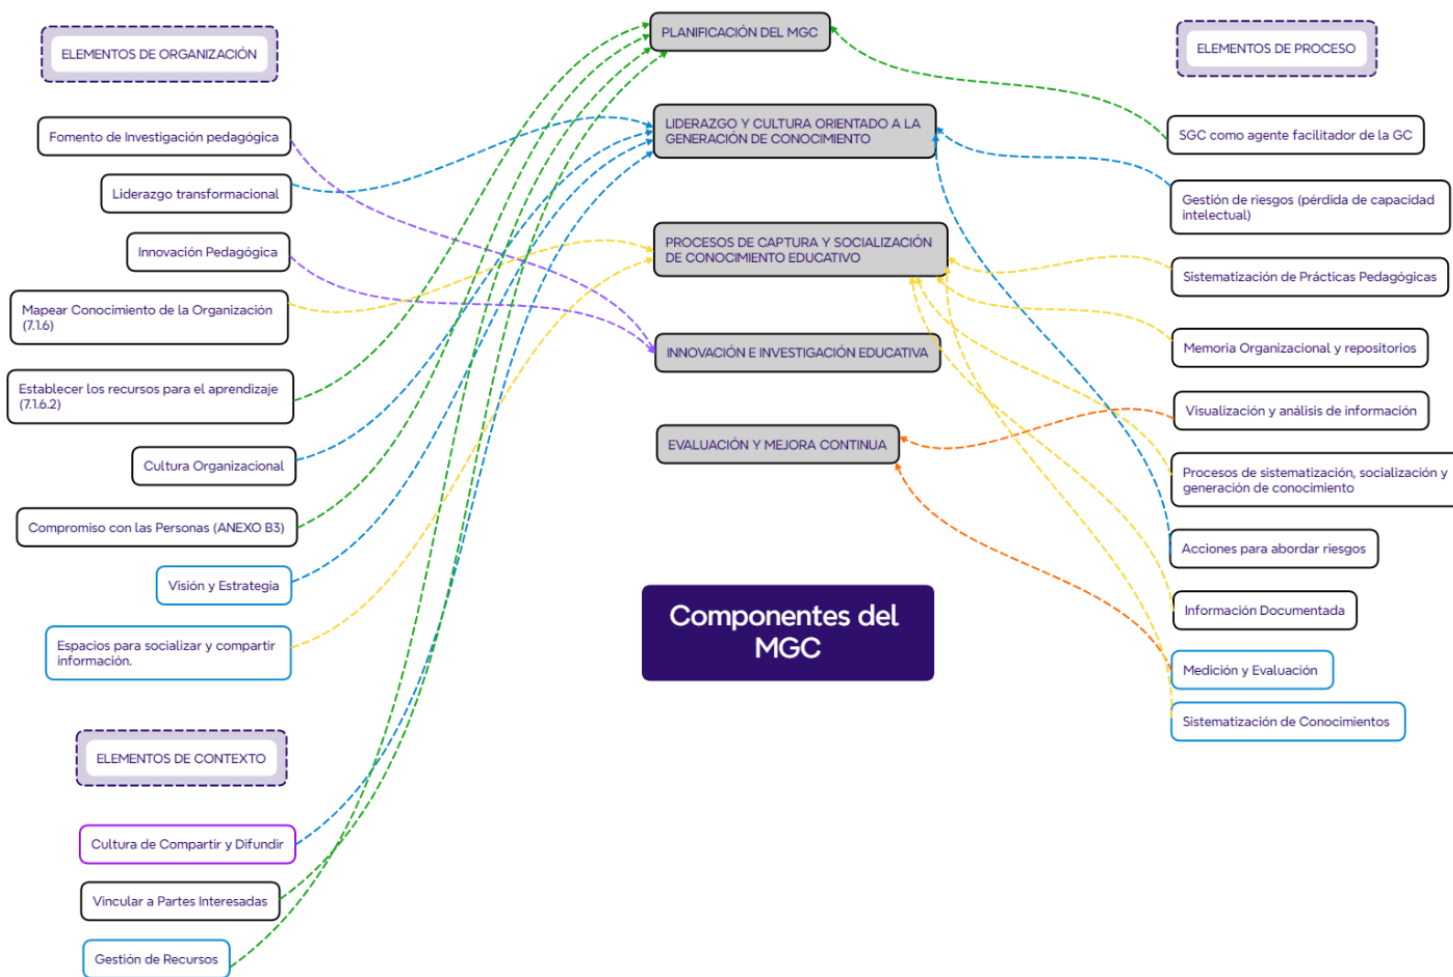 ELEMENTOS DE ORGANIZACIÓN
Fomento de Investigación pedagógica
Liderazgo transformacional
Innovación Pedagógica
Mapear Conocimiento de la Organización
(7.1.6)
Establecer los recursos para el aprendizaje
(7.1.6.2)
Cultura Organizacional
Compromiso con las Personas (ANEXO B3)
Visión y Estrategia
Espacios para socializar y compartir
información.
ELEMENTOS DE CONTEXTO
Cultura de Compartir y Difundir
Vincular a Partes Interesadas
Gestión de Recursos
PLANIFICACIÓN DEL MGC
LIDERAZGO Y CULTURA ORIENTADO A LA
GENERACIÓN DE CONOCIMIENTO
PROCESOS DE CAPTURA Y SOCIALIZACIÓN
DE CONOCIMIENTO EDUCATIVO
INNOVACIÓN E INVESTIGACIÓN EDUCATIVA
EVALUACIÓN Y MEJORA CONTINUA
Componentes del
MGC
ELEMENTOS DE PROCESO
SGC como agente facilitador de la GC
Gestión de riesgos (pérdida de capacidad
intelectual)
Sistematización de Prácticas Pedagógicas
Memoria Organizacional y repositorios
Visualización y análisis de información
Procesos de sistematización, socialización y
generación de conocimiento
Acciones para abordar riesgos
Información Documentada
Medición y Evaluación
Sistematización de Conocimientos